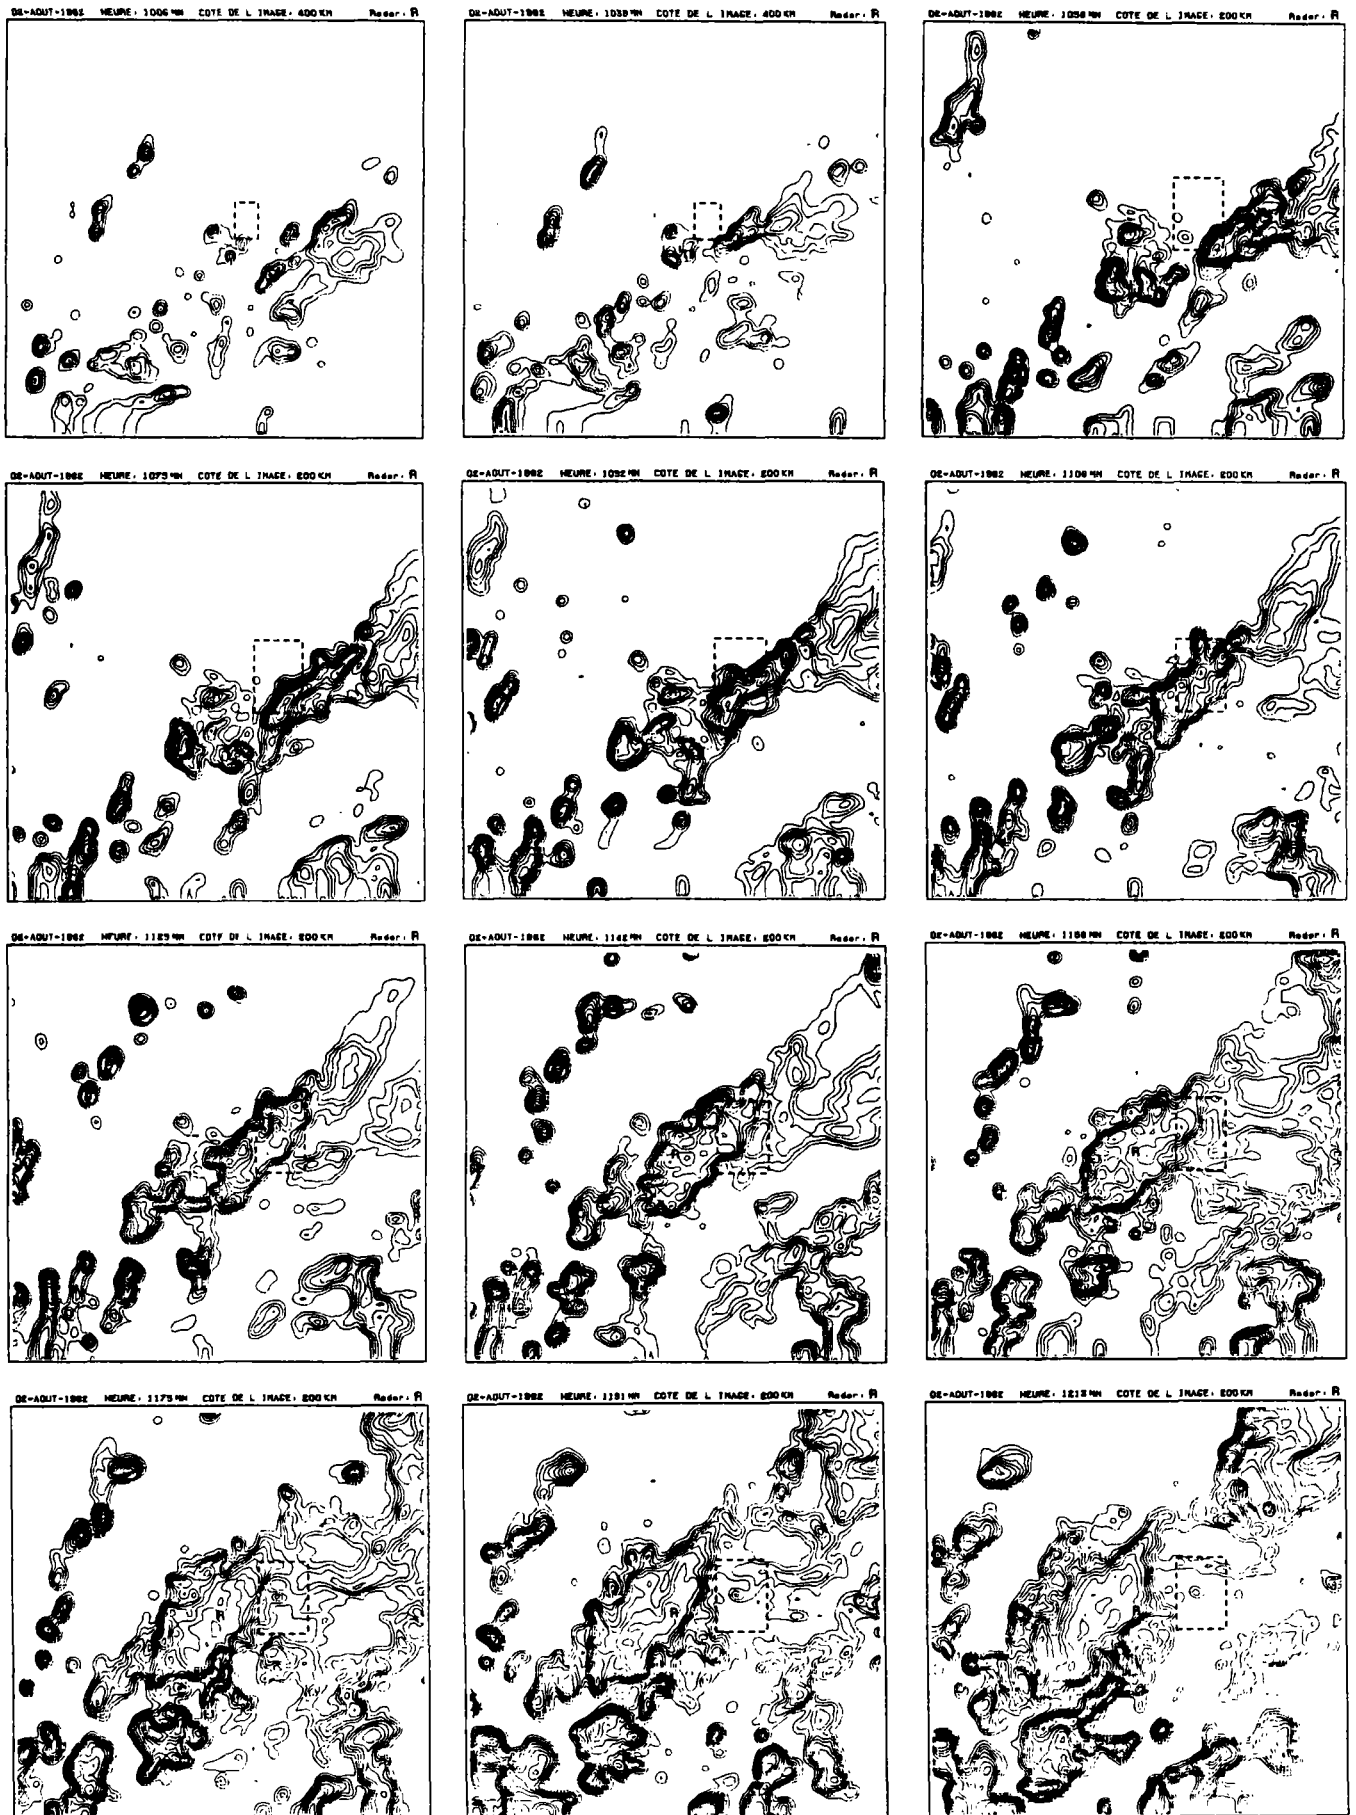 02-AOUT-1982 HEURE: 1006 MN COTE DE L IMAGE: 400 KM Radar: R
02-AOUT-1982 HEURE: 1038 MN COTE DE L IMAGE: 400 KM Radar: R
02-AOUT-1982 HEURE: 1058 MN COTE DE L IMAGE: 200 KM Radar: R
02-AOUT-1982 HEURE: 1075 MN COTE DE L IMAGE: 200 KM Radar: R
02-AOUT-1982 HEURE: 1092 MN COTE DE L IMAGE: 200 KM Radar: R
02-AOUT-1982 HEURE: 1108 MN COTE DE L IMAGE: 200 KM Radar: R
02-AOUT-1982 HEURE: 1125 MN COTE DE L IMAGE: 200 KM Radar: R
02-AOUT-1982 HEURE: 1142 MN COTE DE L IMAGE: 200 KM Radar: R
R
02-AOUT-1982 HEURE: 1158 MN COTE DE L IMAGE: 200 KM Radar: R
R
02-AOUT-1982 HEURE: 1175 MN COTE DE L IMAGE: 200 KM Radar: R
R
02-AOUT-1982 HEURE: 1191 MN COTE DE L IMAGE: 200 KM Radar: R
R
02-AOUT-1982 HEURE: 1213 MN COTE DE L IMAGE: 200 KM Radar: R
R